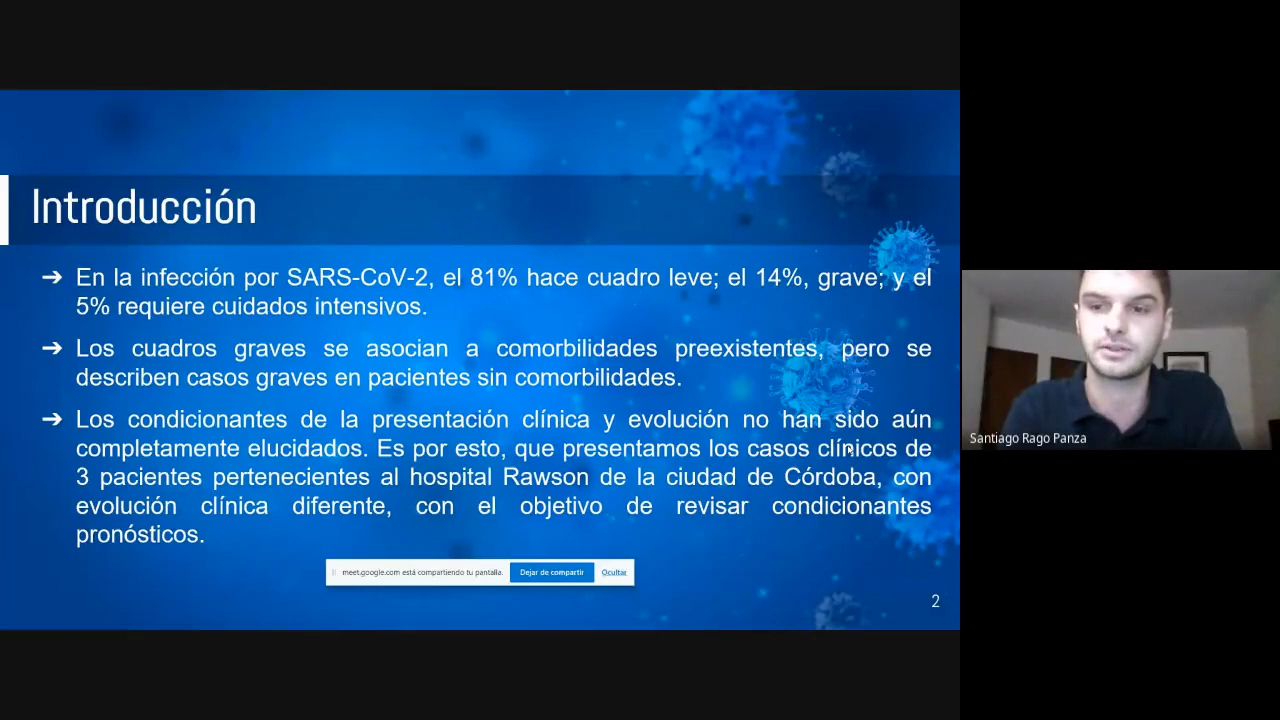 Introducción
➔ En la infección por SARS-CoV-2, el 81% hace cuadro leve; el 14%, grave; y el
5% requiere cuidados intensivos.
➔ Los cuadros graves se asocian a comorbilidades preexistentes, pero se
describen casos graves en pacientes sin comorbilidades.
➔ Los condicionantes de la presentación clínica y evolución no han sido aún
completamente elucidados. Es por esto, que presentamos los casos clínicos de
3 pacientes pertenecientes al hospital Rawson de la ciudad de Córdoba, con
evolución clínica diferente, con el objetivo de revisar condicionantes
pronósticos.
meet.google.com está compartiendo tu pantalla. Dejar de compartir Ocultar
2
Santiago Rago Panza